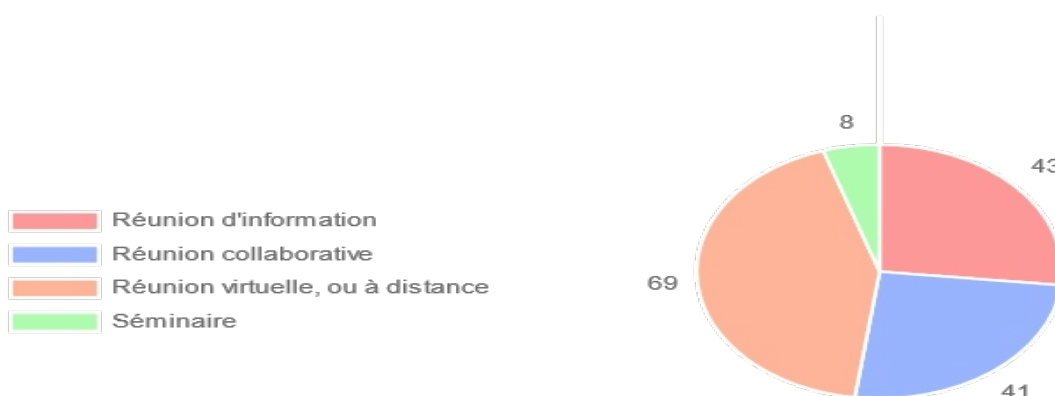 8
43
Réunion d'information
Réunion collaborative
Réunion virtuelle, ou à distance
69
Séminaire
41